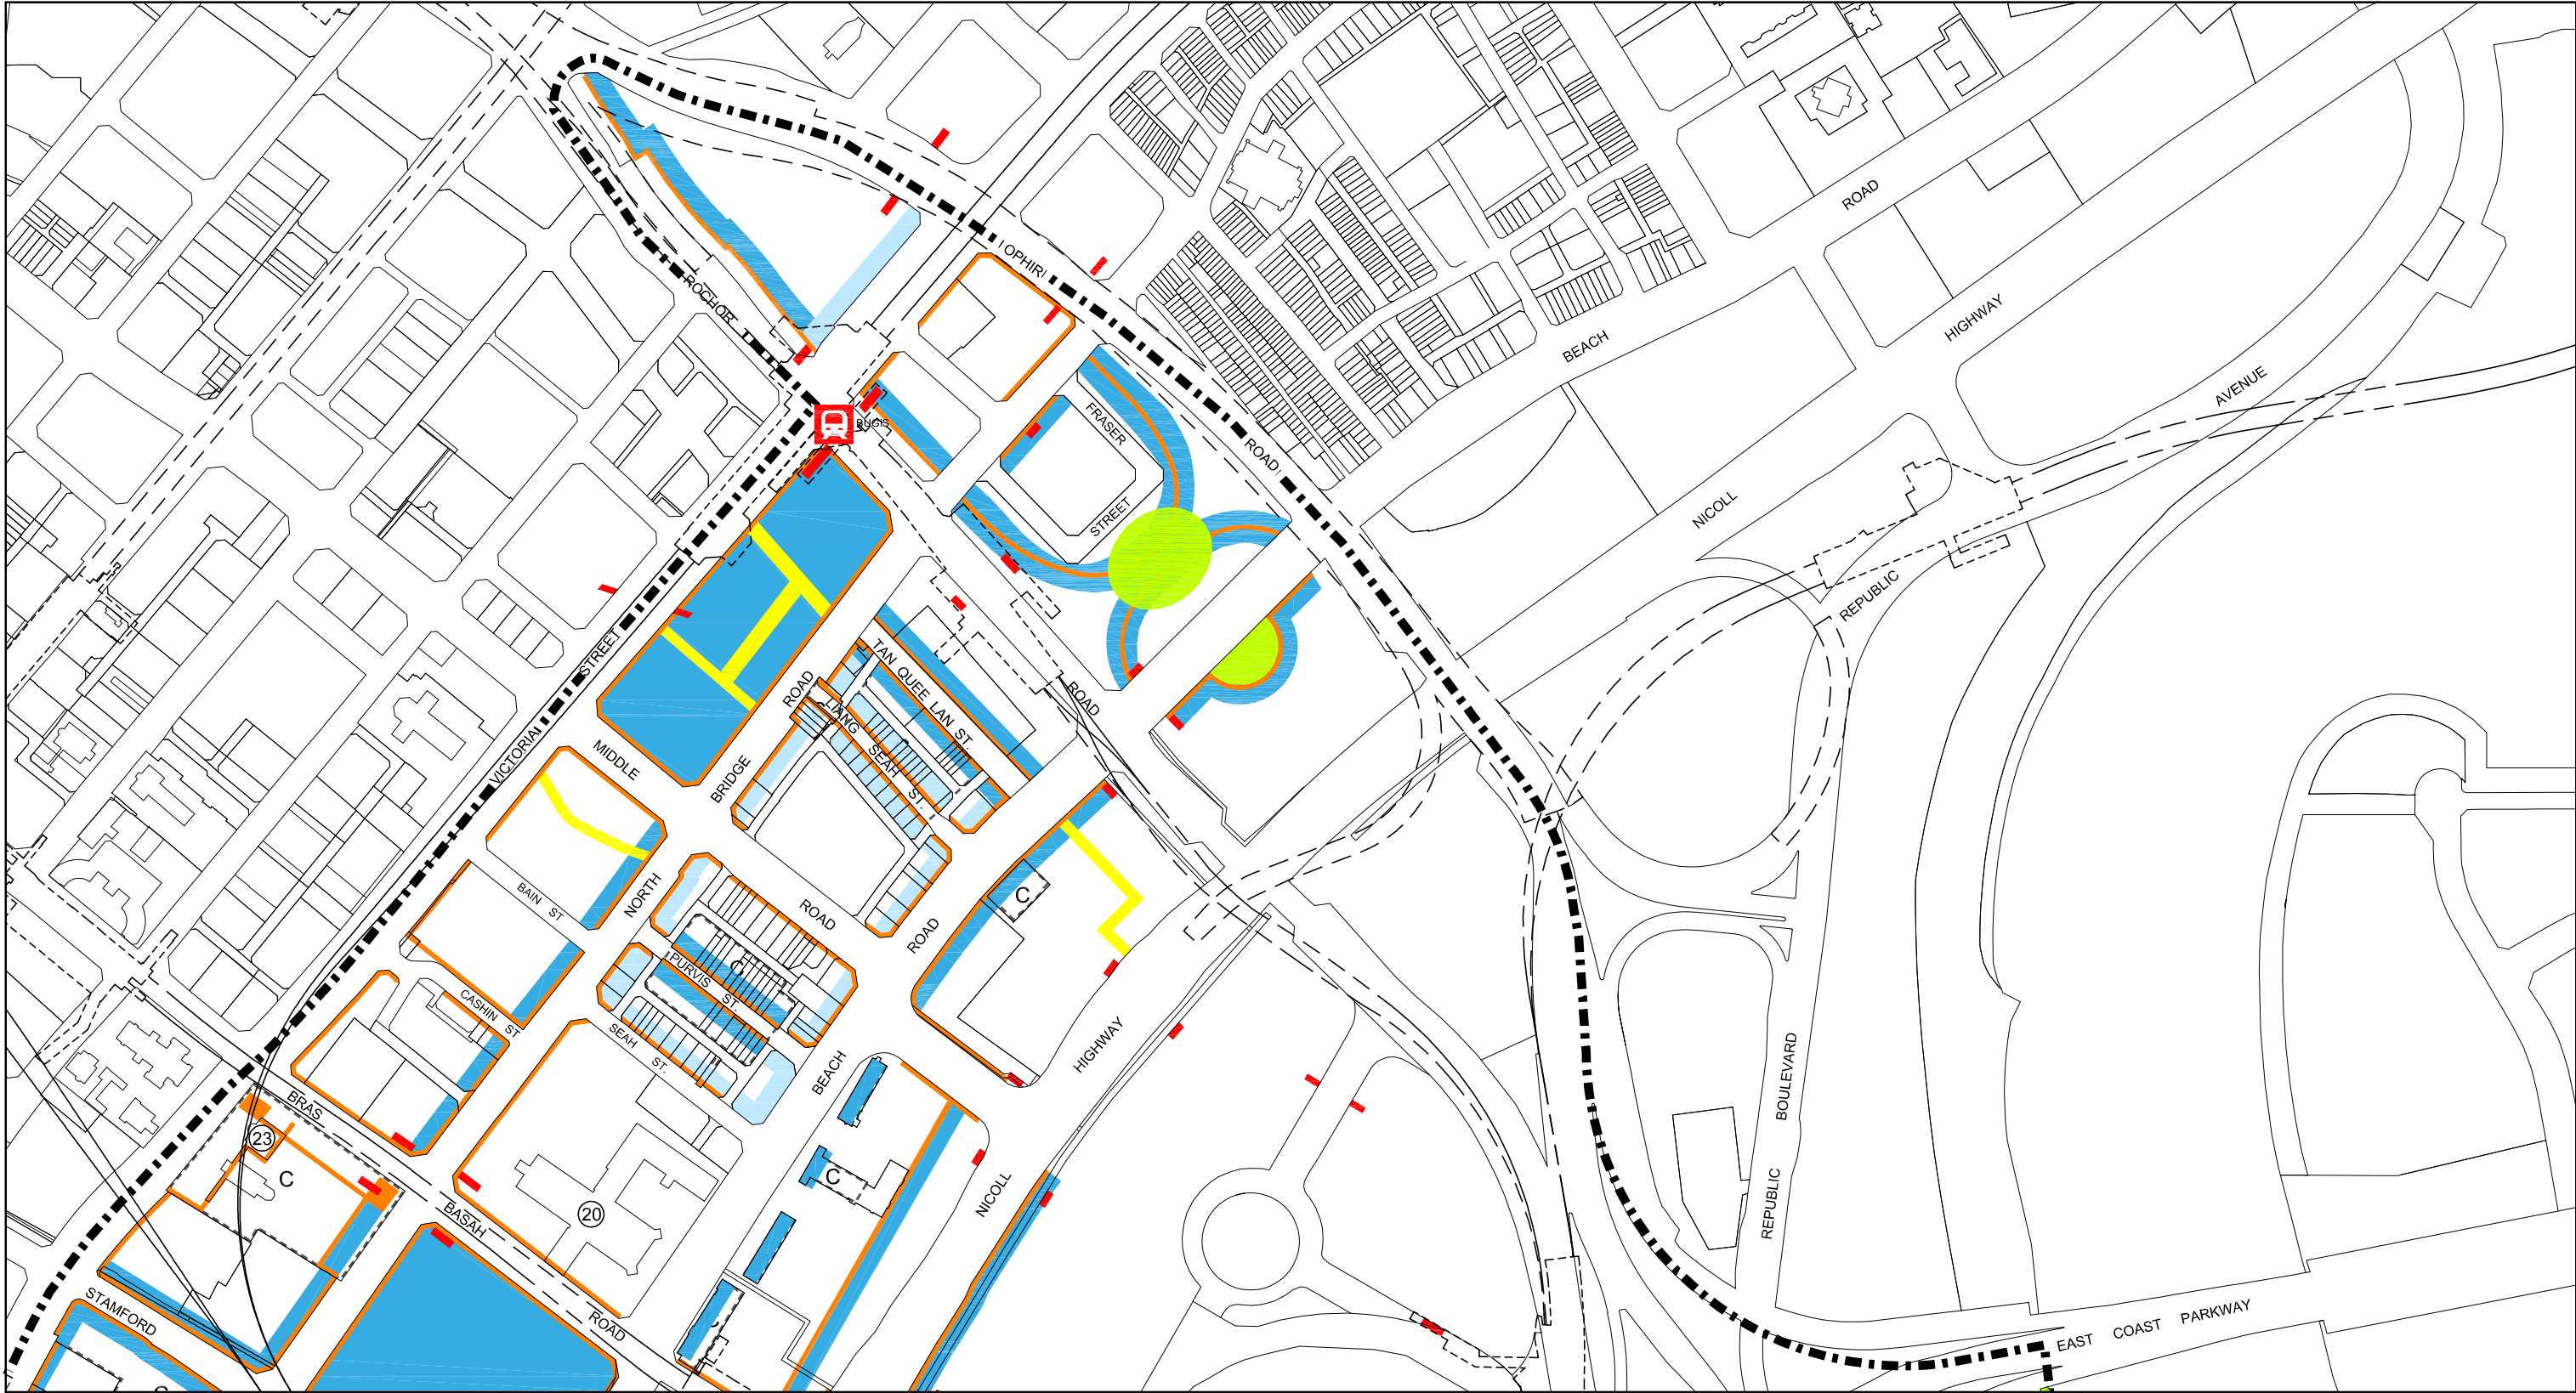 ROAD
OPHIR
ROCHOR
HIGHWAY
BEACH
AVENUE
BUGIS
FRASER
ROAD
STREET
NICOLL
REPUBLIC
STREET
TAN QUEE LAN ST.
ROAD
ROAD
LIANG SEAH ST.
VICTORIA
MIDDLE
BRIDGE
BAIN ST
NORTH
ROAD
C
ROAD
C
PURVIS ST.
CASHIN ST
SEAH ST.
HIGHWAY
BEACH
BOULEVARD
BRAS
23
C
C
NICOLL
20
BASAH
REPUBLIC
STAMFORD
ROAD
EAST COAST PARKWAY